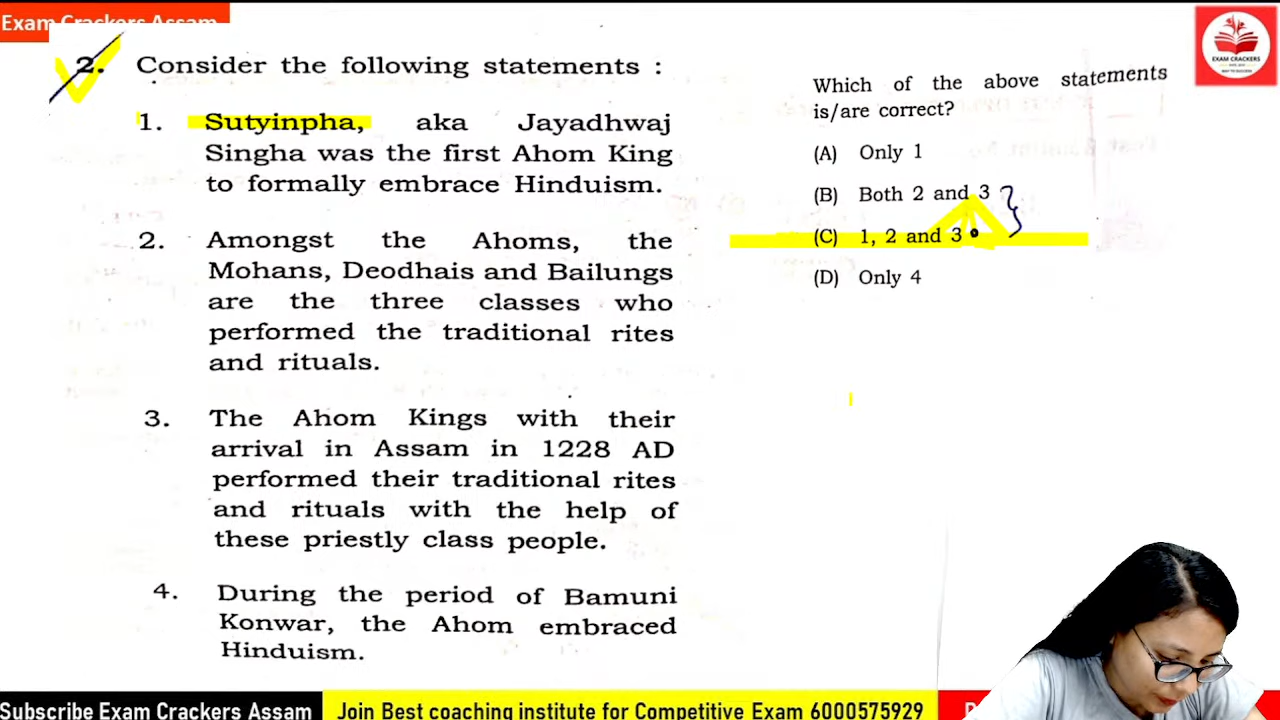 Exam Crackers Assam
EXAM CRACKERS
2. Consider the following statements :
1. Sutyinpha, aka Jayadhwaj
Singha was the first Ahom King
to formally embrace Hinduism.
2. Amongst the Ahoms, the
Mohans, Deodhais and Bailungs
are the three classes who
performed the traditional rites
and rituals.
3. The Ahom Kings with their
arrival in Assam in 1228 AD
performed their traditional rites
and rituals with the help of
these priestly class people.
4. During the period of Bamuni
Konwar, the Ahom embraced
Hinduism.
Which of the above statements
is/are correct?
(A) Only 1
(B) Both 2 and 3
(C) 1, 2 and 3
(D) Only 4
Subscribe Exam Crackers Assam
Join Best coaching institute for Competitive Exam 6000575929